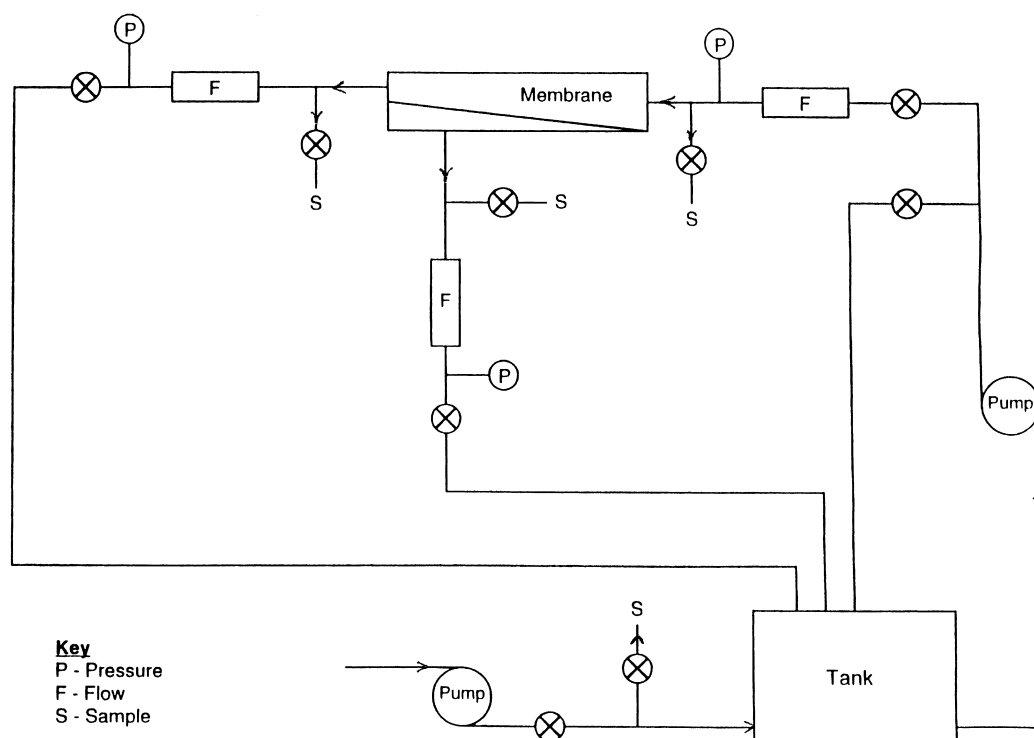 P
P
F
Membrane
F
S
S
S
F
P
Pump
S
Key
P - Pressure
F - Flow
S - Sample
Pump
Tank